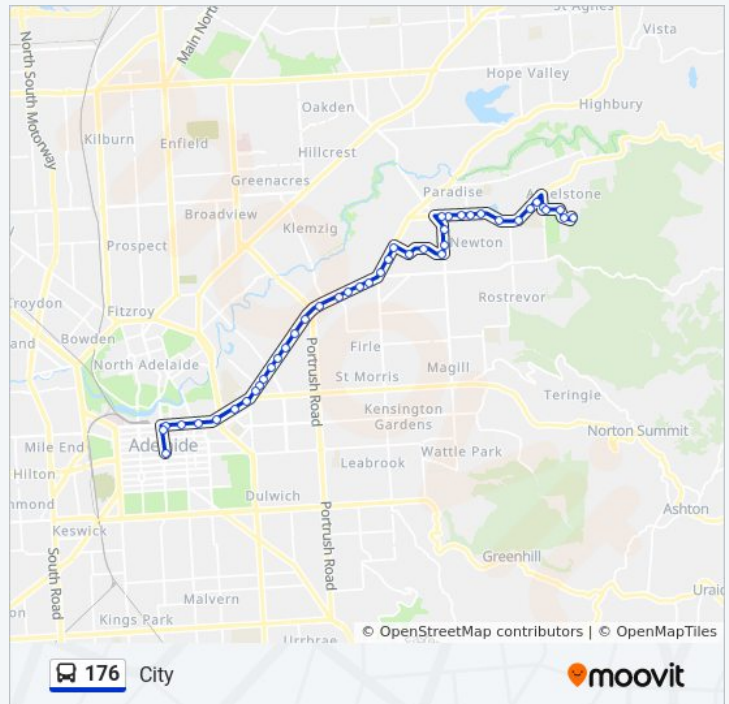 St Agnes
Vista
Main North
North South Motorway
Hope Valley
Oakden
Highbury
Kilburn
Enfield
Hillcrest
Greenacres
Paradise
Broadview
Klemzig
Newton
Prospect
Rostrevor
Croydon
Fitzroy
Bowden
Firle
Portrush Road
North Adelaide
St Morris
Magill
Teringie
Kensington
Gardens
Mile End
Adelaide
Norton Summit
Hilton
Leabrook
Wattle Park
Dulwich
Ashton
Keswick
Portrush Road
South Road
Greenhill
Malvern
Kings Park
Urrbrae
© OpenStreetMap contributors | © OpenMapTiles
176 City
moovit